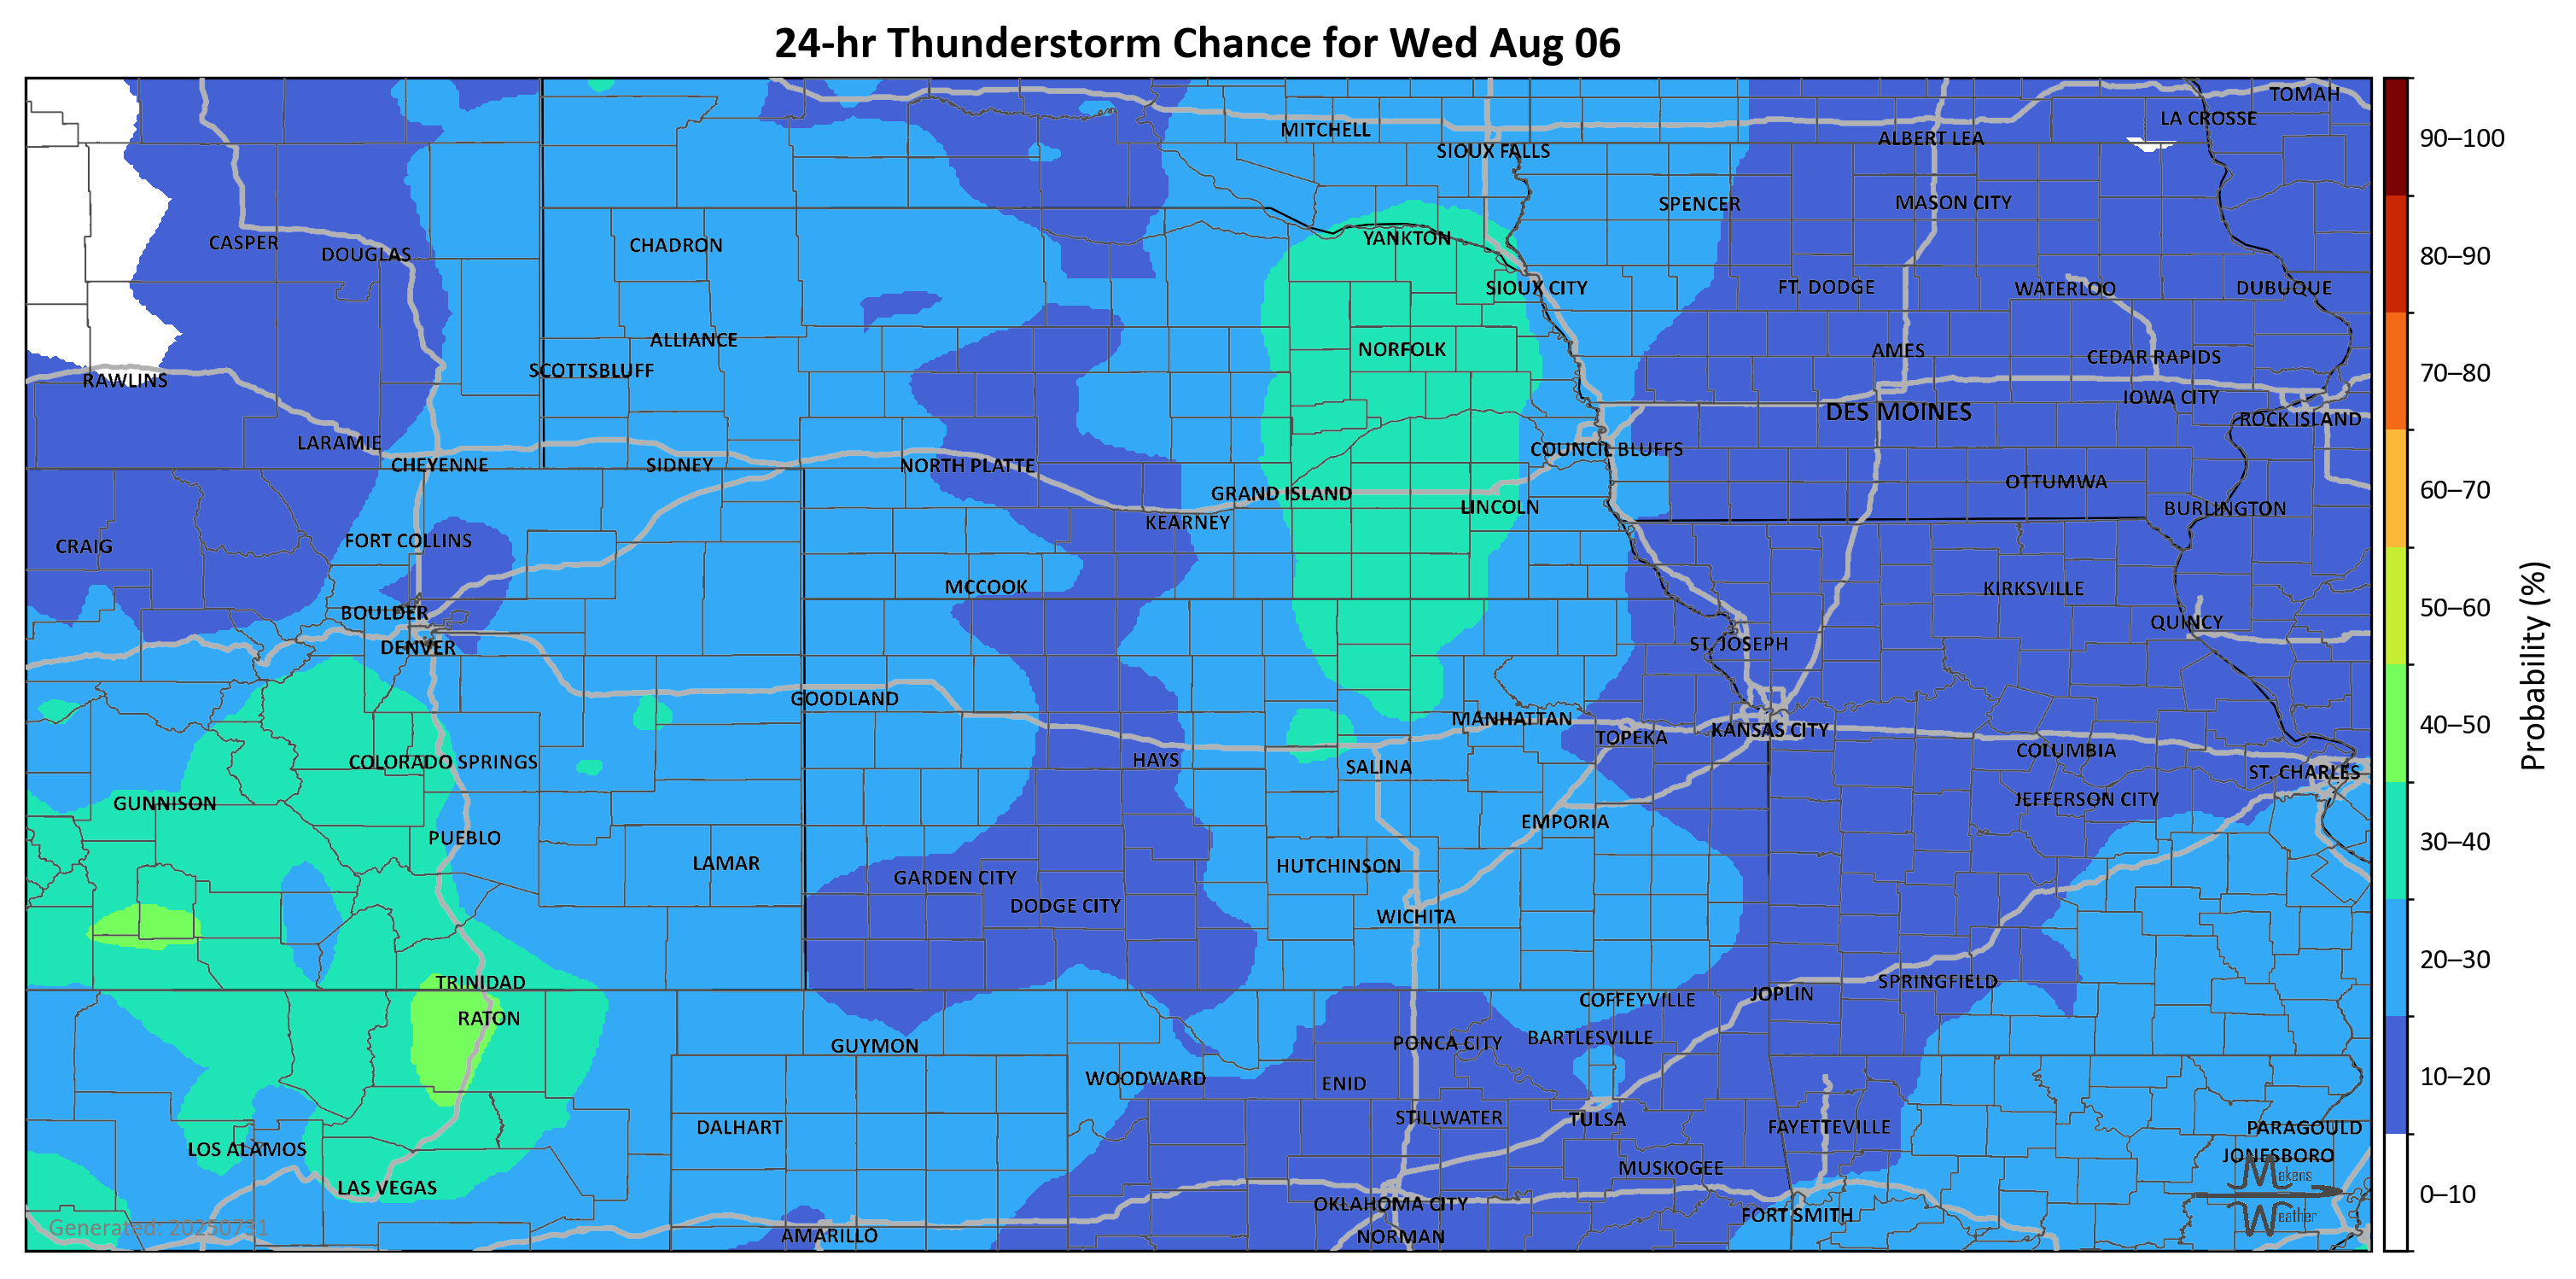 24-hr Thunderstorm Chance for Wed Aug 06
TOMAH
LA CROSSE
MITCHELL
ALBERT LEA
SIOUX FALLS
SPENCER
MASON CITY
CASPER
DOUGLAS
CHADRON
YANKTON
SIOUX CITY
FT. DODGE
WATERLOO
DUBUQUE
ALLIANCE
NORFOLK
AMES
CEDAR RAPIDS
RAWLINS
SCOTTSBLUFF
IOWA CITY
DES MOINES
ROCK ISLAND
LARAMIE
COUNCIL BLUFFS
CHEYENNE
SIDNEY
NORTH PLATTE
GRAND ISLAND
OTTUMWA
LINCOLN
BURLINGTON
KEARNEY
CRAIG
FORT COLLINS
MCCOOK
KIRKSVILLE
BOULDER
QUINCY
DENVER
ST. JOSEPH
GOODLAND
MANHATTAN
TOPEKA
KANSAS CITY
COLUMBIA
COLORADO SPRINGS
HAYS
SALINA
ST. CHARLES
GUNNISON
JEFFERSON CITY
PUEBLO
EMPORIA
LAMAR
HUTCHINSON
GARDEN CITY
DODGE CITY
WICHITA
TRINIDAD
SPRINGFIELD
JOPLIN
COFFEYVILLE
RATON
GUYMON
PONCA CITY
BARTLESVILLE
WOODWARD
ENID
STILLWATER
TULSA
DALHART
FAYETTEVILLE
PARAGOULD
LOS ALAMOS
JONESBORO
MUSKOGEE
LAS VEGAS
OKLAHOMA CITY
FORT SMITH
AMARILLO
NORMAN
Generated: 20250731
Makens
Weather
90–100
80–90
70–80
60–70
50–60
40–50
30–40
20–30
10–20
0–10
Probability (%)